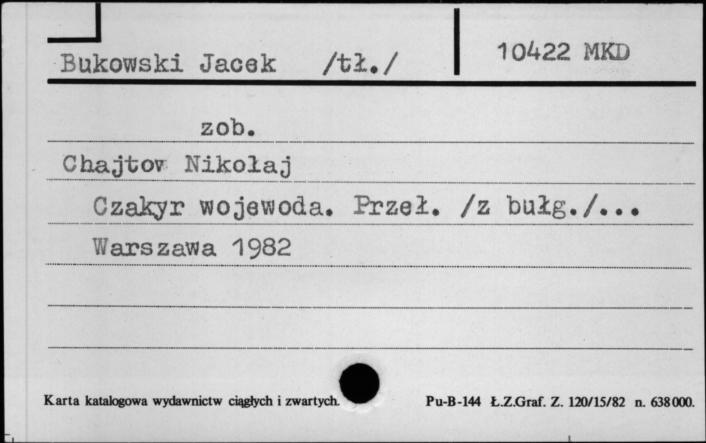 Bukowski Jacek /tł./
10422 MKD
zob.
Chajtov Nikołaj
Czakyr wojewoda. Przeł. /z bułg./...
Warszawa 1982
Karta katalogowa wydawnictw ciągłych i zwartych.
Pu-B-144 Ł.Z.Graf. Z. 120/15/82 n. 638000.